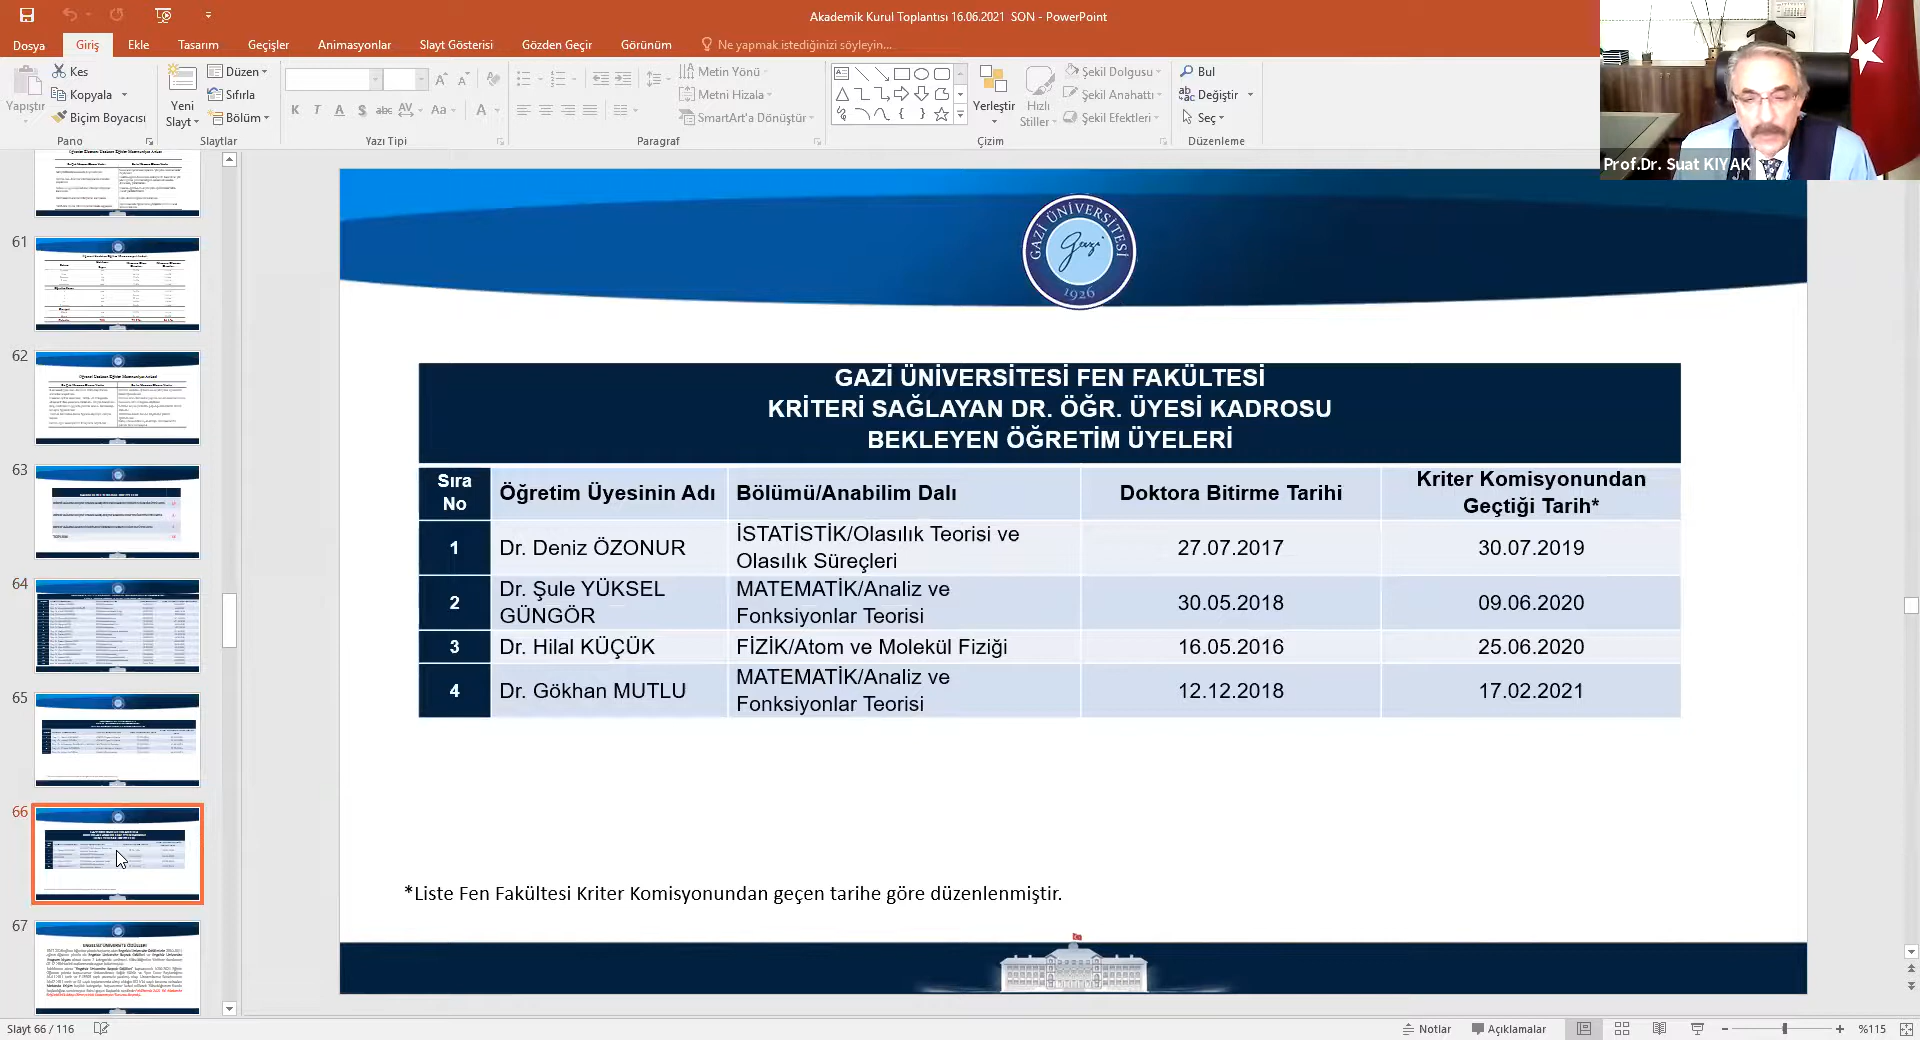 Akademik Kurul Toplantısı 16.06.2021  SON - PowerPoint
Dosya
Giriş
Ekle
Tasarım
Geçişler
Animasyonlar
Slayt Gösterisi
Gözden Geçir
Görünüm
Ne yapmak istediğinizi söyleyin...
Yapıştır
Kes
Kopyala
Biçim Boyacısı
Pano
Yeni
Slayt
Düzen
Sıfırla
Bölüm
Slaytlar
K T A S abc AV Aa A
Yazı Tipi
Metin Yönü
Metni Hizala
SmartArt'a Dönüştür
Paragraf
Yerleştir
Hızlı
Stiller
Şekil Dolgusu
Şekil Anahattı
Şekil Efektleri
Çizim
Bul
Değiştir
Seç
Düzenleme
Prof.Dr. Suat KIYAK
61
62
63
64
65
66
67
ENGELSİZ ÜNİVERSİTE ÖDÜLLERİ
GAZİ ÜNİVERSİTESİ
gazi
1926
GAZİ ÜNİVERSİTESİ FEN FAKÜLTESİ
KRİTERİ SAĞLAYAN DR. ÖĞR. ÜYESİ KADROSU
BEKLEYEN ÖĞRETİM ÜYELERİ
Sıra No Öğretim Üyesinin Adı Bölümü/Anabilim Dalı Doktora Bitirme Tarihi Kriter Komisyonundan Geçtiği Tarih*
1 Dr. Deniz ÖZONUR İSTATİSTİK/Olasılık Teorisi ve Olasılık Süreçleri 27.07.2017 30.07.2019
2 Dr. Şule YÜKSEL GÜNGÖR MATEMATİK/Analiz ve Fonksiyonlar Teorisi 30.05.2018 09.06.2020
3 Dr. Hilal KÜÇÜK FİZİK/Atom ve Molekül Fiziği 16.05.2016 25.06.2020
4 Dr. Gökhan MUTLU MATEMATİK/Analiz ve Fonksiyonlar Teorisi 12.12.2018 17.02.2021
*Liste Fen Fakültesi Kriter Komisyonundan geçen tarihe göre düzenlenmiştir.
Slayt 66 / 116
Notlar
Açıklamalar
%115